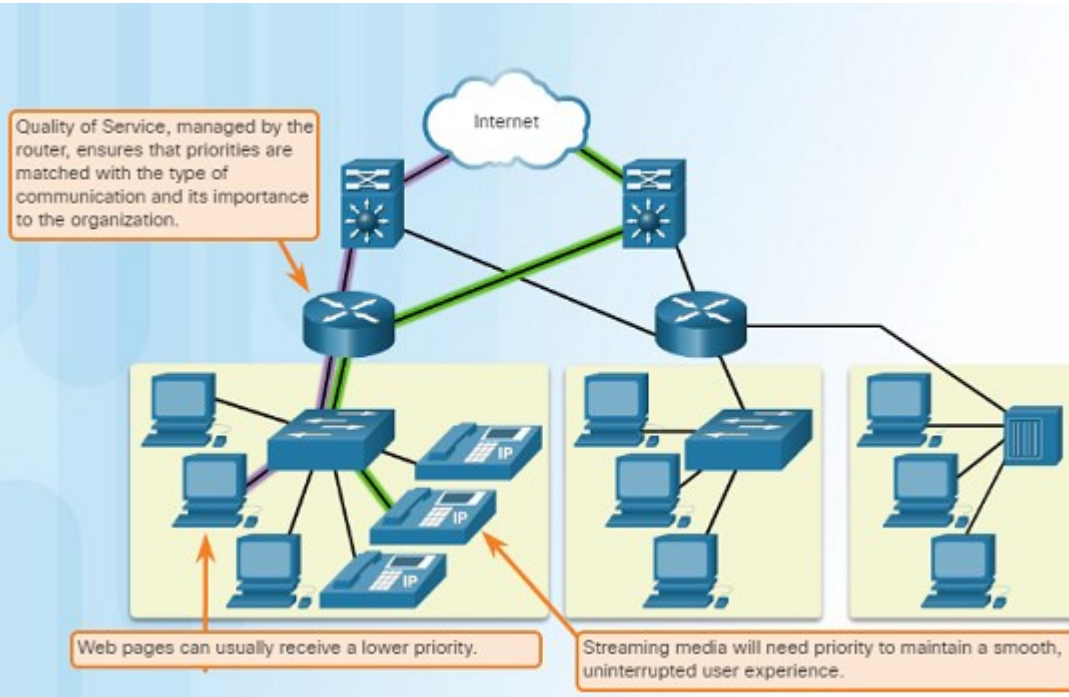 Internet
Quality of Service, managed by the
router, ensures that priorities are
matched with the type of
communication and its importance
to the organization.
IP
IP
IP
Web pages can usually receive a lower priority.
Streaming media will need priority to maintain a smooth,
uninterrupted user experience.